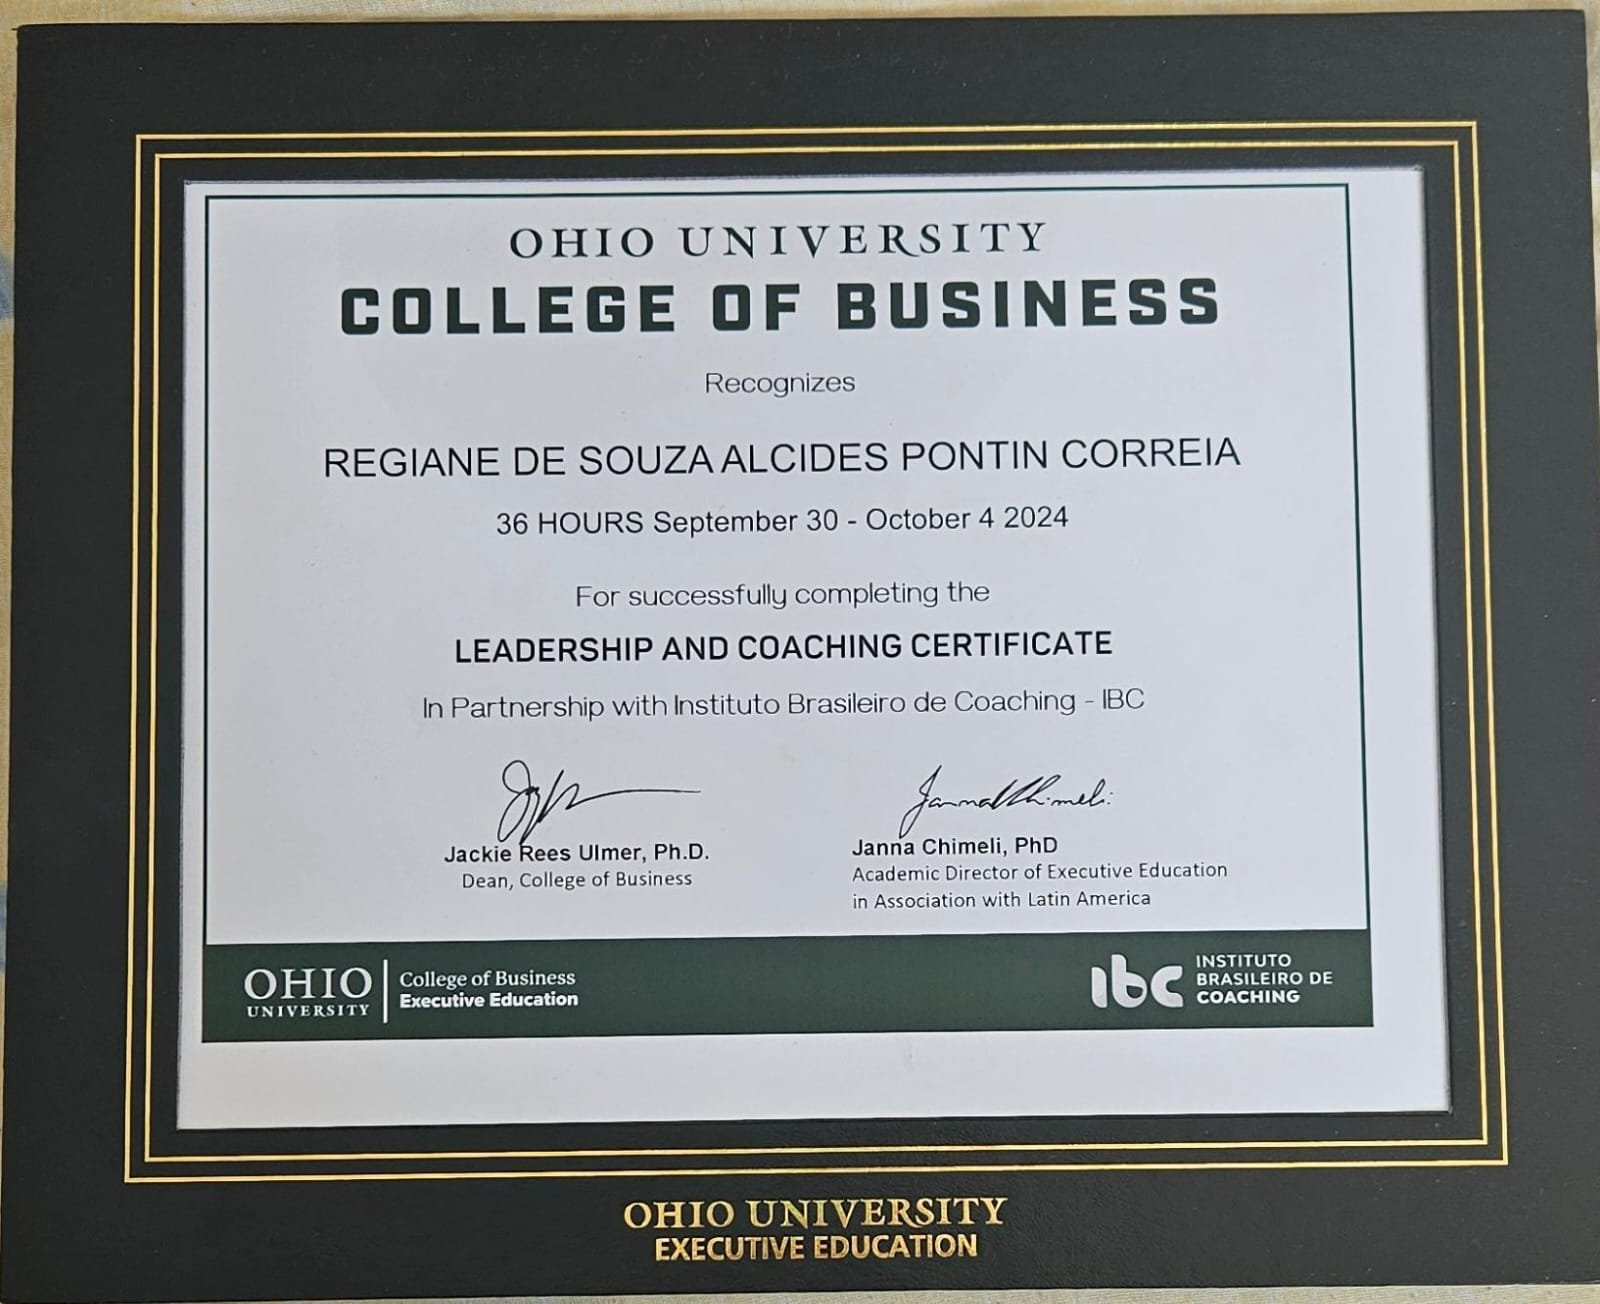 OHIO UNIVERSITY
COLLEGE OF BUSINESS
Recognizes
REGIANE DE SOUZA ALCIDES PONTIN CORREIA
36 HOURS September 30 - October 4 2024
For successfully completing the
LEADERSHIP AND COACHING CERTIFICATE
In Partnership with Instituto Brasileiro de Coaching - IBC
Jackie Rees Ulmer, Ph.D.
Dean, College of Business
Janna Chimeli
Janna Chimeli, PhD
Academic Director of Executive Education
in Association with Latin America
OHIO
UNIVERSITY
College of Business
Executive Education
ibc
INSTITUTO
BRASILEIRO DE
COACHING
OHIO UNIVERSITY
EXECUTIVE EDUCATION